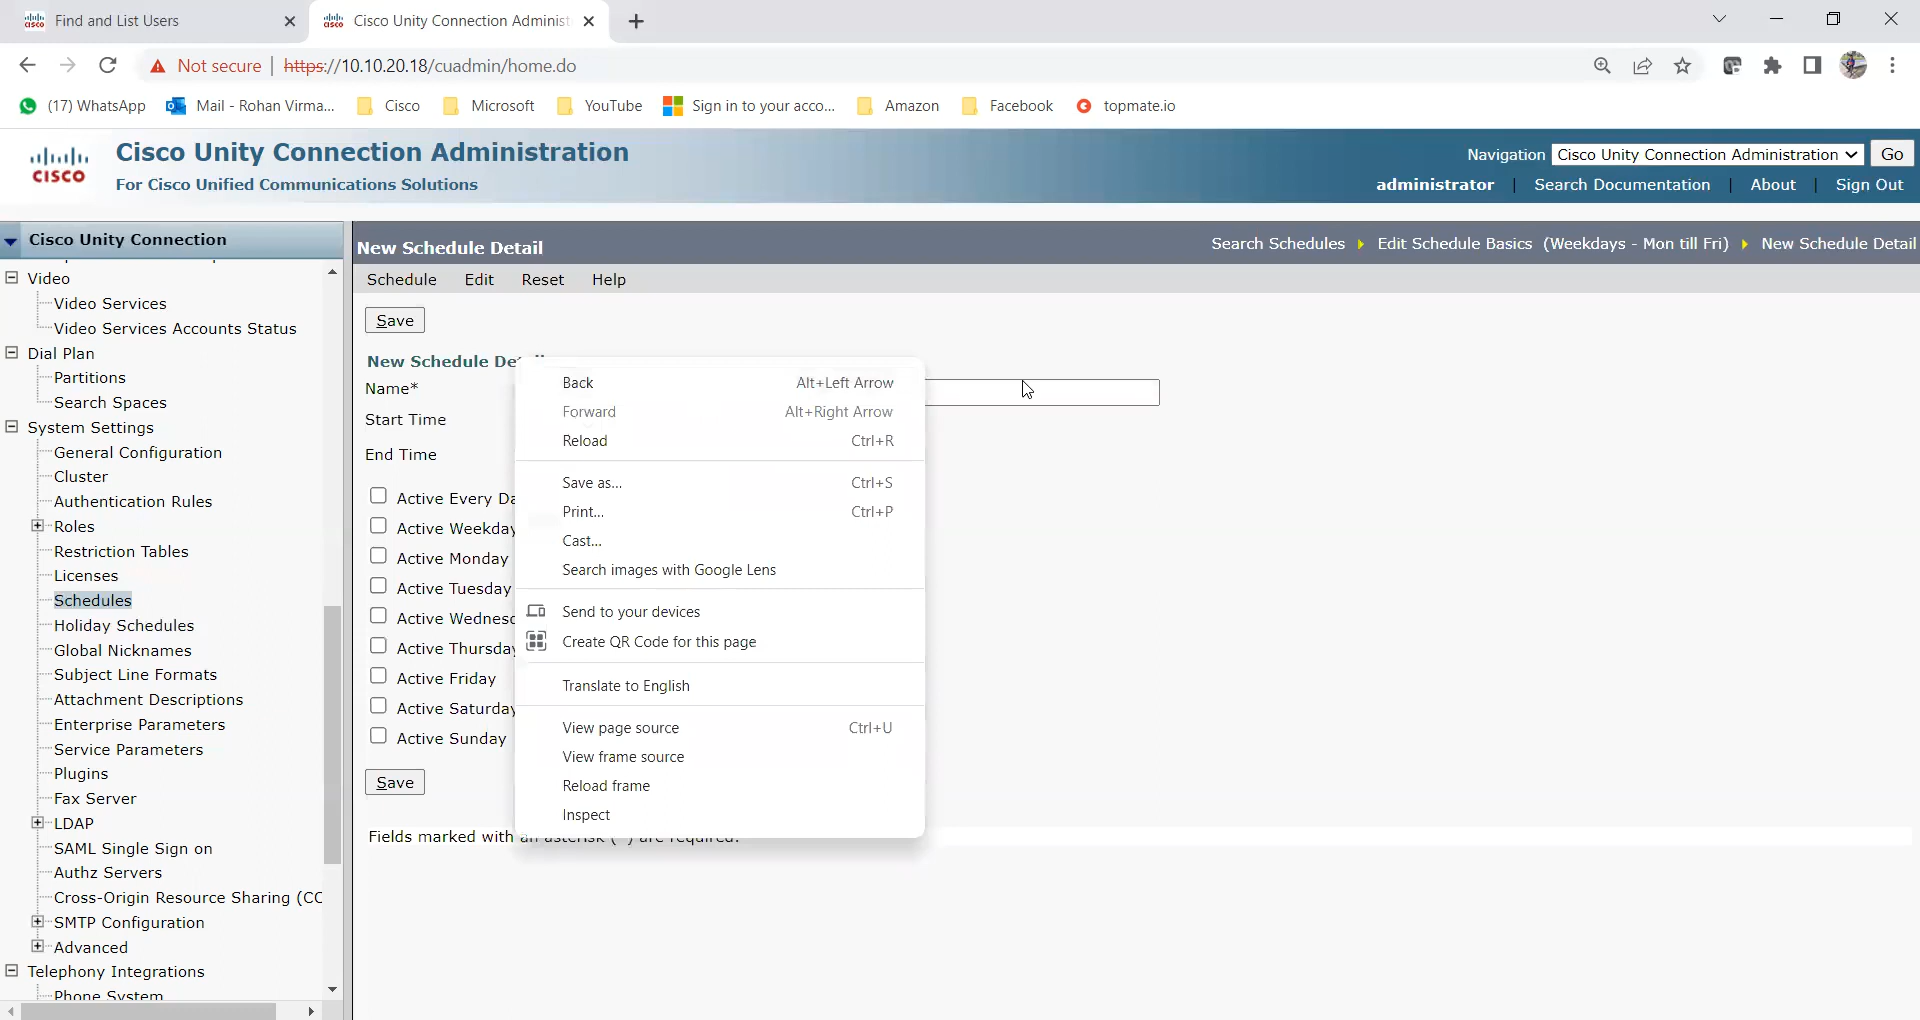 Find and List Users
Cisco Unity Connection Administ
Not secure | https://10.10.20.18/cuadmin/home.do
(17) WhatsApp
Mail - Rohan Virma...
Cisco
Microsoft
YouTube
Sign in to your acco...
Amazon
Facebook
topmate.io
CISCO
Cisco Unity Connection Administration
For Cisco Unified Communications Solutions
Navigation Cisco Unity Connection Administration Go
administrator | Search Documentation | About | Sign Out
Cisco Unity Connection
Video
Video Services
Video Services Accounts Status
Dial Plan
Partitions
Search Spaces
System Settings
General Configuration
Cluster
Authentication Rules
Roles
Restriction Tables
Licenses
Schedules
Holiday Schedules
Global Nicknames
Subject Line Formats
Attachment Descriptions
Enterprise Parameters
Service Parameters
Plugins
Fax Server
LDAP
SAML Single Sign on
Authz Servers
Cross-Origin Resource Sharing (CC
SMTP Configuration
Advanced
Telephony Integrations
Phone System
New Schedule Detail
Search Schedules
Edit Schedule Basics (Weekdays - Mon till Fri)
New Schedule Detail
Schedule Edit Reset Help
Save
New Schedule De
Name*
Start Time
End Time
Active Every Da
Active Weekday
Active Monday
Active Tuesday
Active Wednesd
Active Thursday
Active Friday
Active Saturday
Active Sunday
Save
Fields marked with an asterisk (*) are required.
Back Alt+Left Arrow
Forward Alt+Right Arrow
Reload Ctrl+R
Save as... Ctrl+S
Print... Ctrl+P
Cast...
Search images with Google Lens
Send to your devices
Create QR Code for this page
Translate to English
View page source Ctrl+U
View frame source
Reload frame
Inspect